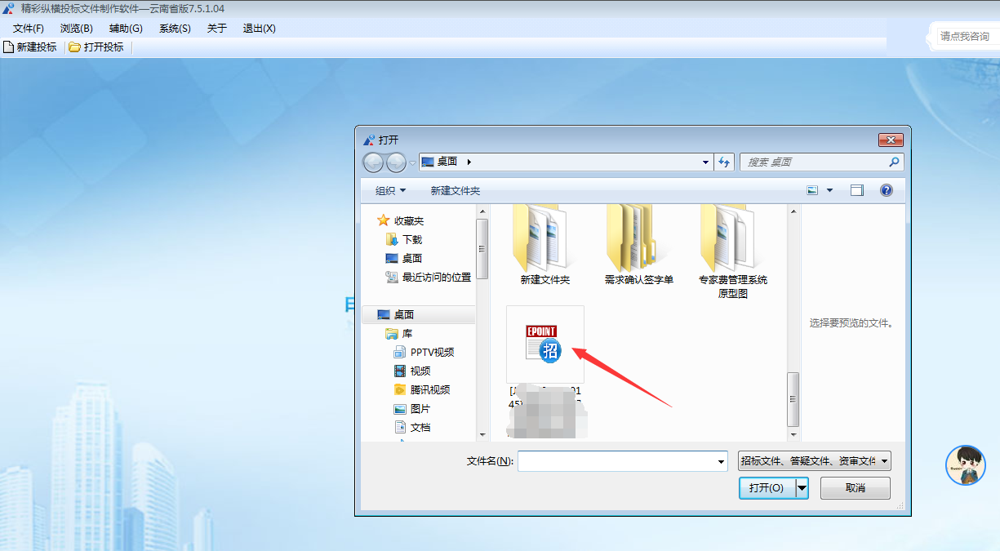 精彩纵横投标文件制作软件—云南省版7.5.1.04
文件(F) 浏览(B) 辅助(G) 系统(S) 关于 退出(X)
请点我咨询
新建投标 打开投标
打开
桌面
搜索 桌面
组织 新建文件夹
收藏夹
下载
桌面
最近访问的位置
桌面
库
PPTV视频
视频
腾讯视频
图片
文档
新建文件夹
需求确认签字单
专家费管理系统
原型图
EPOINT
招
选择要预览的文件。
文件名(N):
招标文件、答疑文件、资审文件
打开(O)
取消